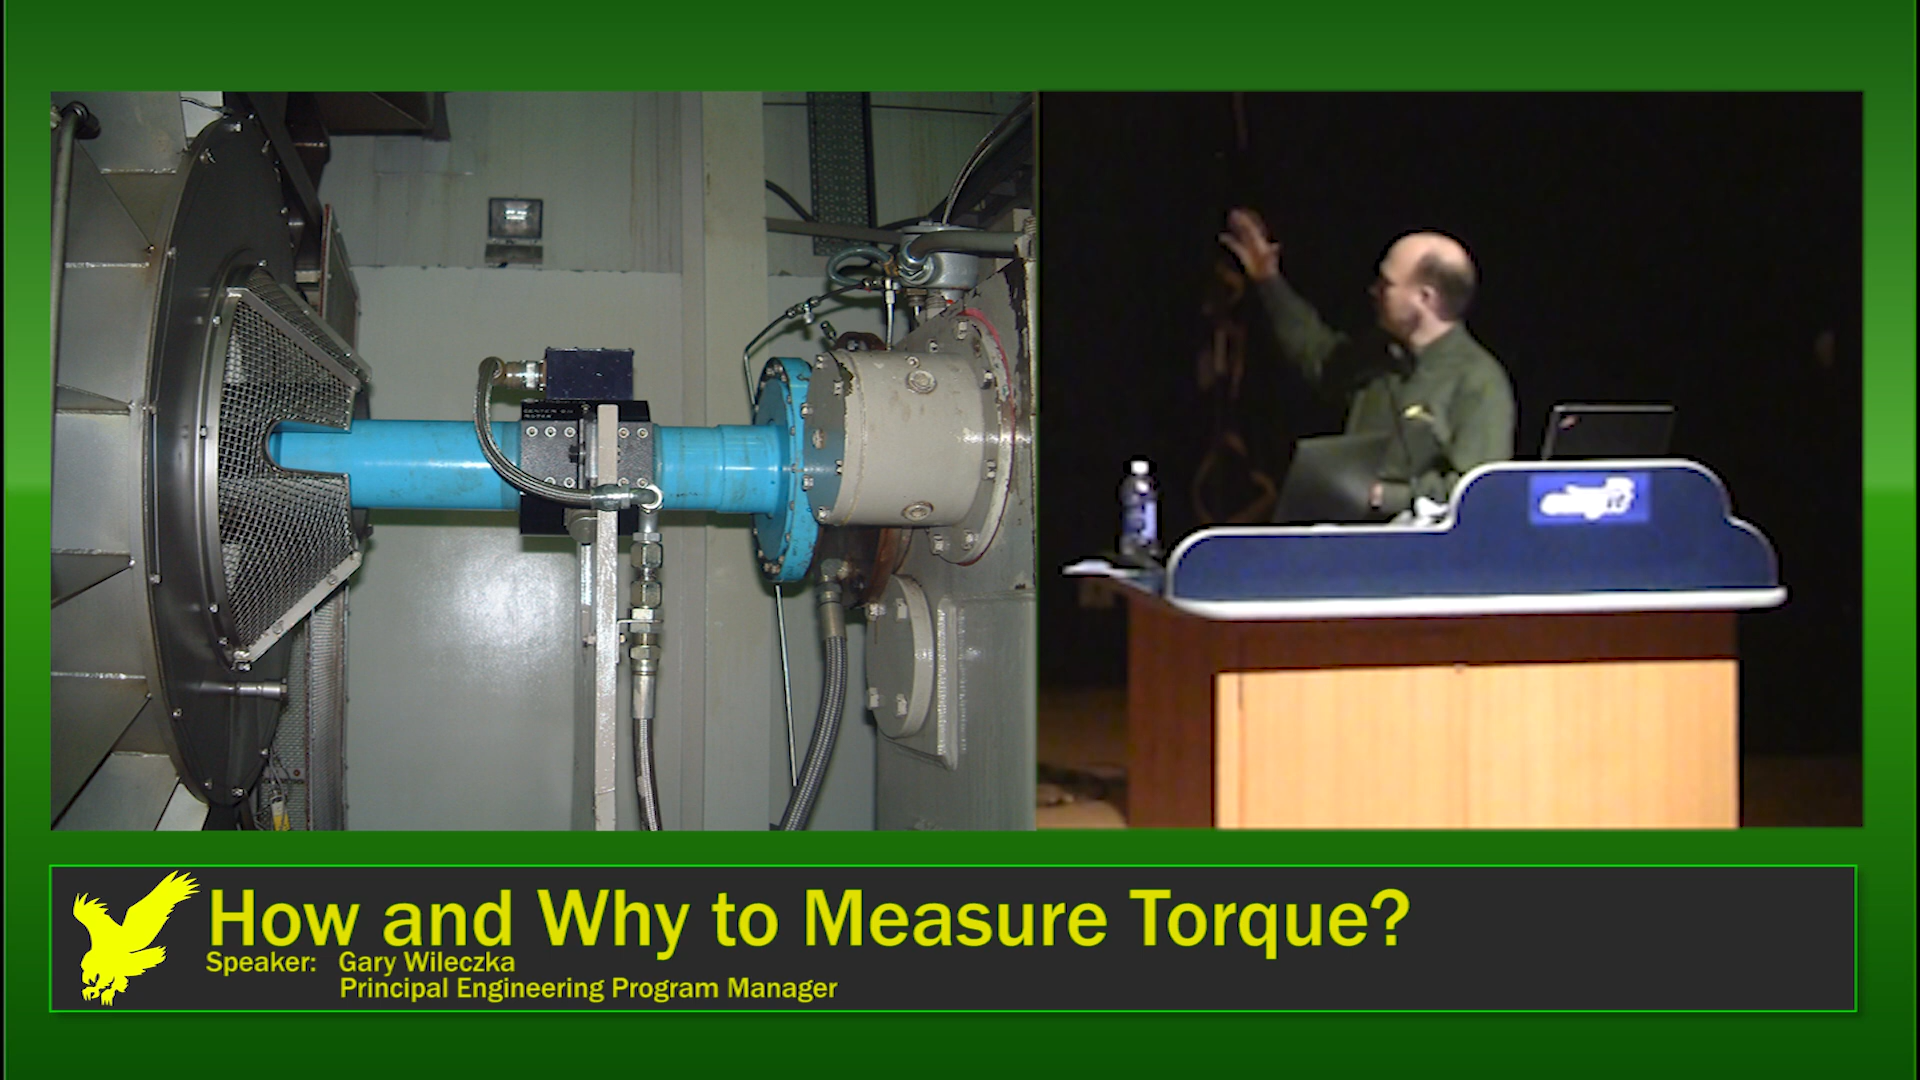 How and Why to Measure Torque?
Speaker: Gary Wileczka
Principal Engineering Program Manager